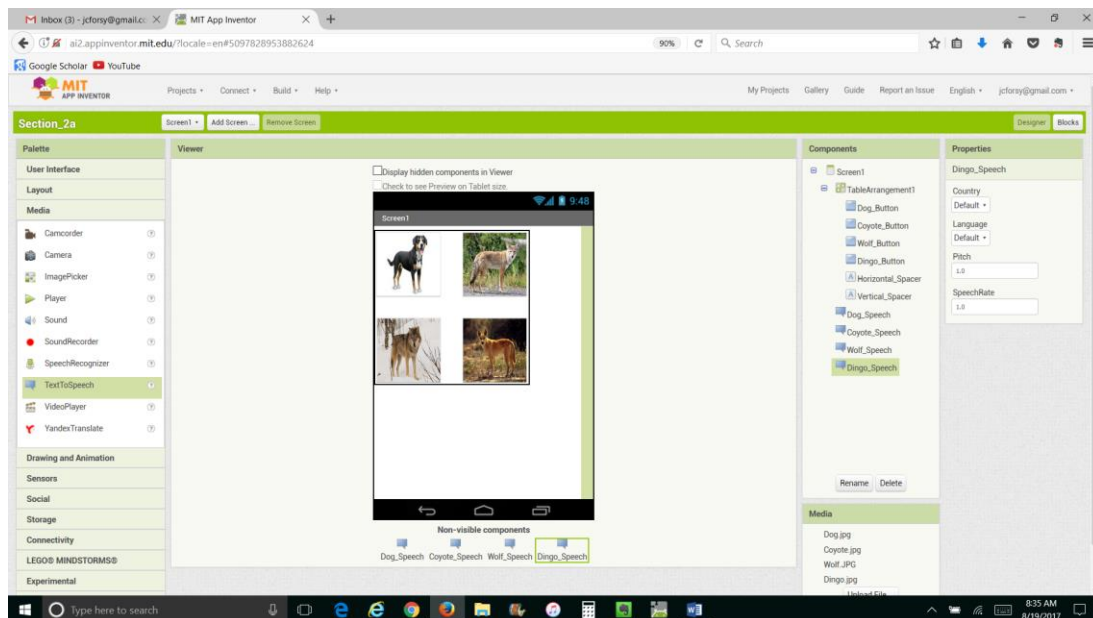 Inbox (3) - jcforsy@gmail.cc
MIT App Inventor
ai2.appinventor.mit.edu/?locale=en#5097828953882624
90%
Search
Google Scholar
YouTube
MIT
APP INVENTOR
Projects
Connect
Build
Help
My Projects
Gallery
Guide
Report an Issue
English
jcforsy@gmail.com
Section_2a
Screen1
Add Screen ...
Remove Screen
Designer
Blocks
Palette
User Interface
Layout
Media
Camcorder
Camera
ImagePicker
Player
Sound
SoundRecorder
SpeechRecognizer
TextToSpeech
VideoPlayer
YandexTranslate
Drawing and Animation
Sensors
Social
Storage
Connectivity
LEGO® MINDSTORMS®
Experimental
Viewer
Display hidden components in Viewer
Check to see Preview on Tablet size.
9:48
Screen1
Non-visible components
Dog_Speech Coyote_Speech Wolf_Speech Dingo_Speech
Components
Screen1
TableArrangement1
Dog_Button
Coyote_Button
Wolf_Button
Dingo_Button
Horizontal_Spacer
Vertical_Spacer
Dog_Speech
Coyote_Speech
Wolf_Speech
Dingo_Speech
Rename
Delete
Media
Dog.jpg
Coyote.jpg
Wolf.JPG
Dingo.jpg
Upload File
Properties
Dingo_Speech
Country
Default
Language
Default
Pitch
1.0
SpeechRate
1.0
Type here to search
8:35 AM
8/19/2017